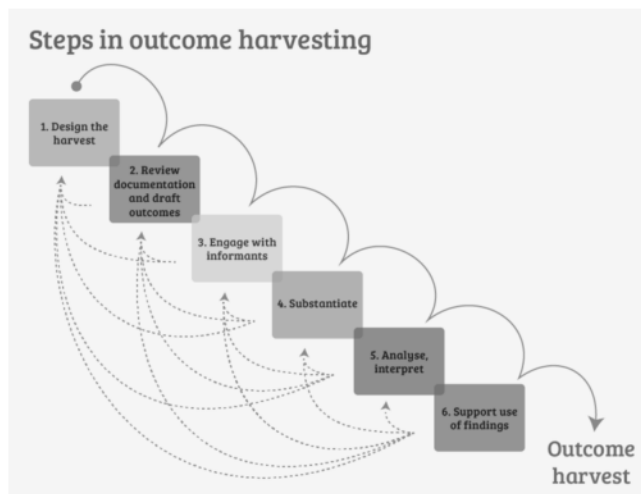 Steps in outcome harvesting
1. Design the
harvest
2. Review
documentation
and draft
outcomes
3. Engage with
informants
4. Substantiate
5. Analyse,
interpret
6. Support use
of findings
Outcome
harvest